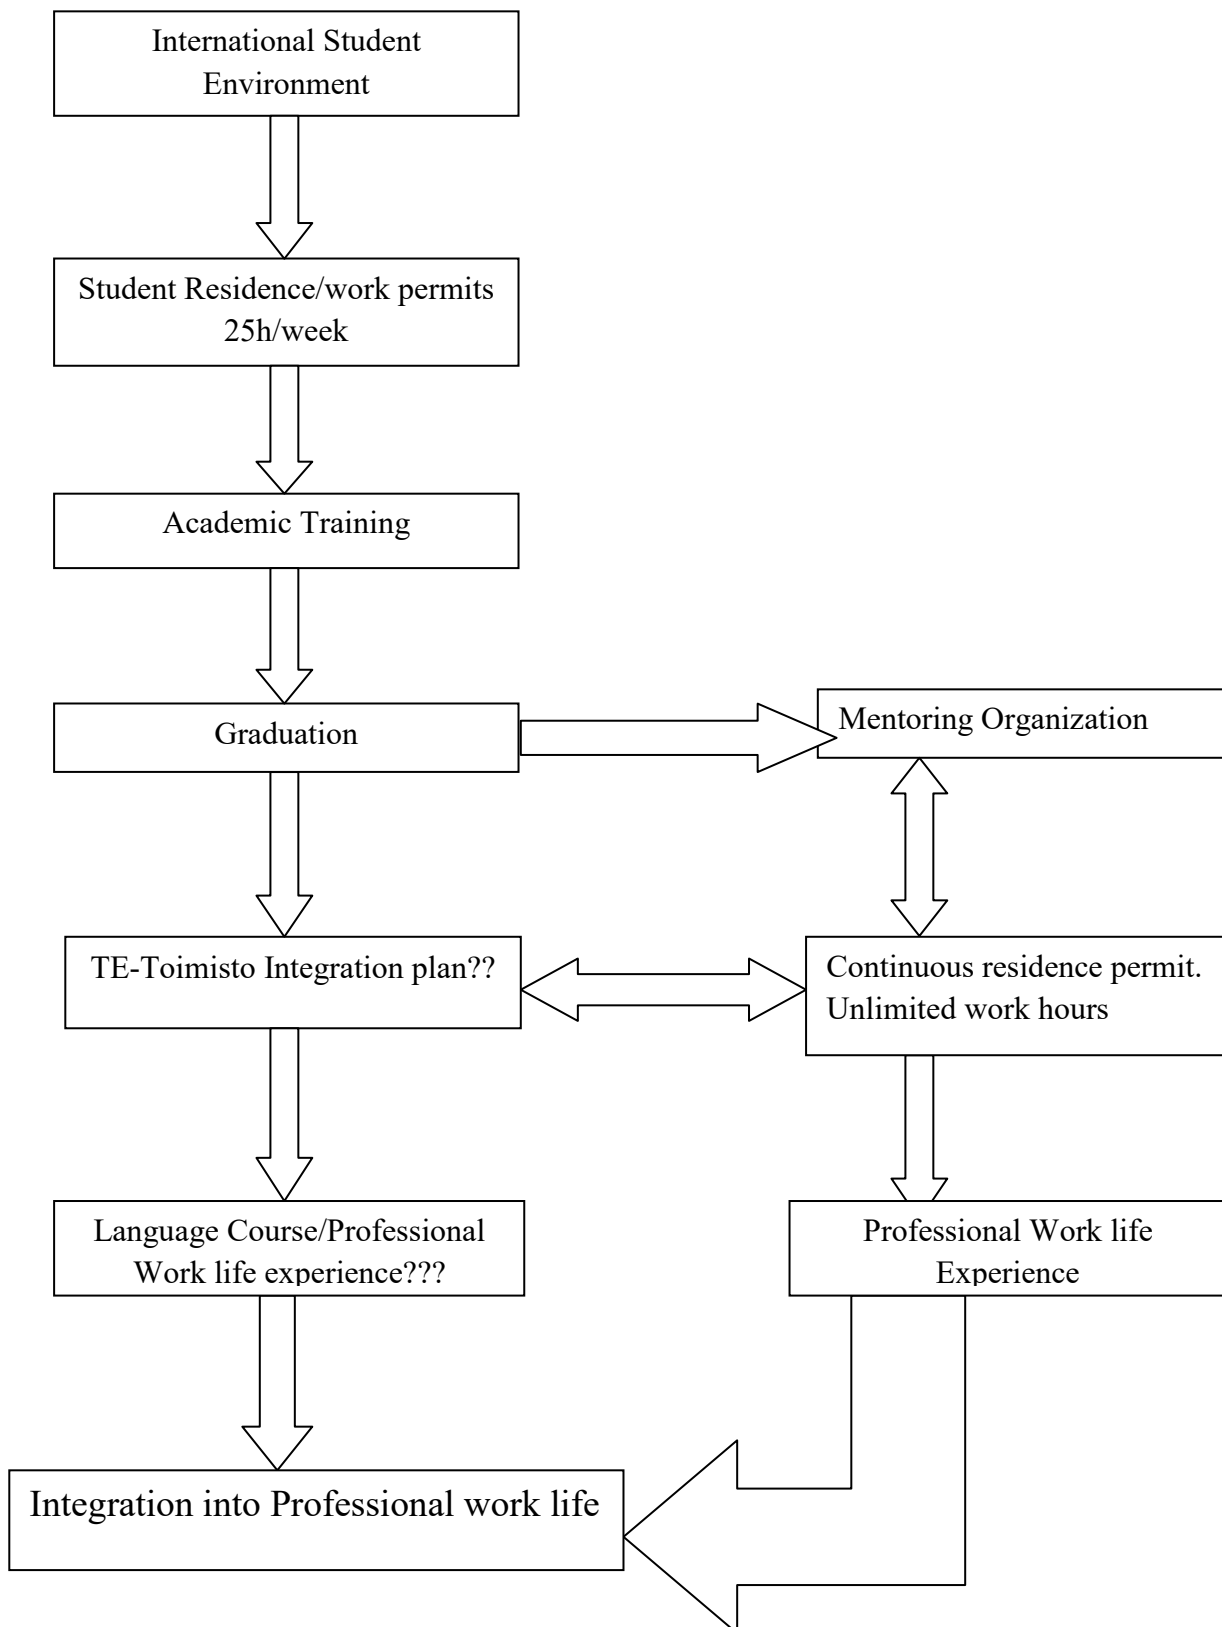 International Student
Environment
Student Residence/work permits
25h/week
Academic Training
Graduation
Mentoring Organization
TE-Toimisto Integration plan??
Continuous residence permit.
Unlimited work hours
Language Course/Professional
Work life experience???
Professional Work life
Experience
Integration into Professional work life